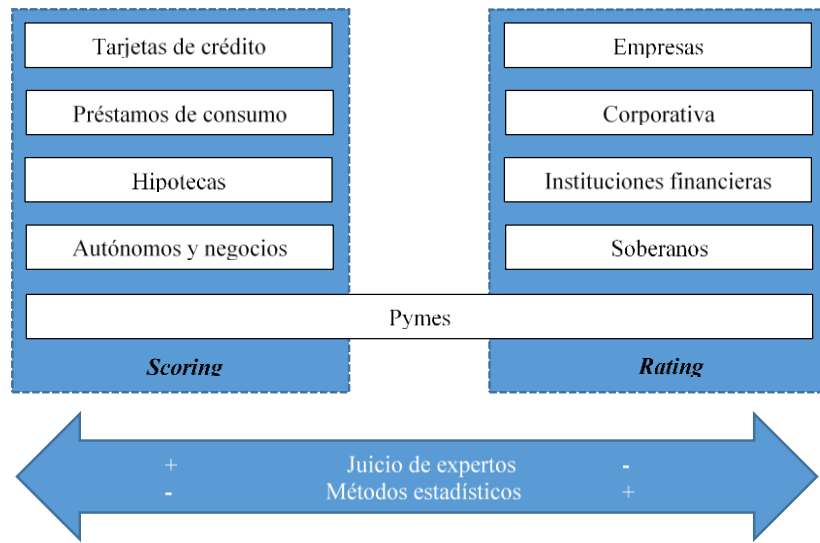 Tarjetas de crédito
Préstamos de consumo
Hipotecas
Autónomos y negocios
Empresas
Corporativa
Instituciones financieras
Soberanos
Pymes
Scoring
Rating
+ Juicio de expertos -
- Métodos estadísticos +